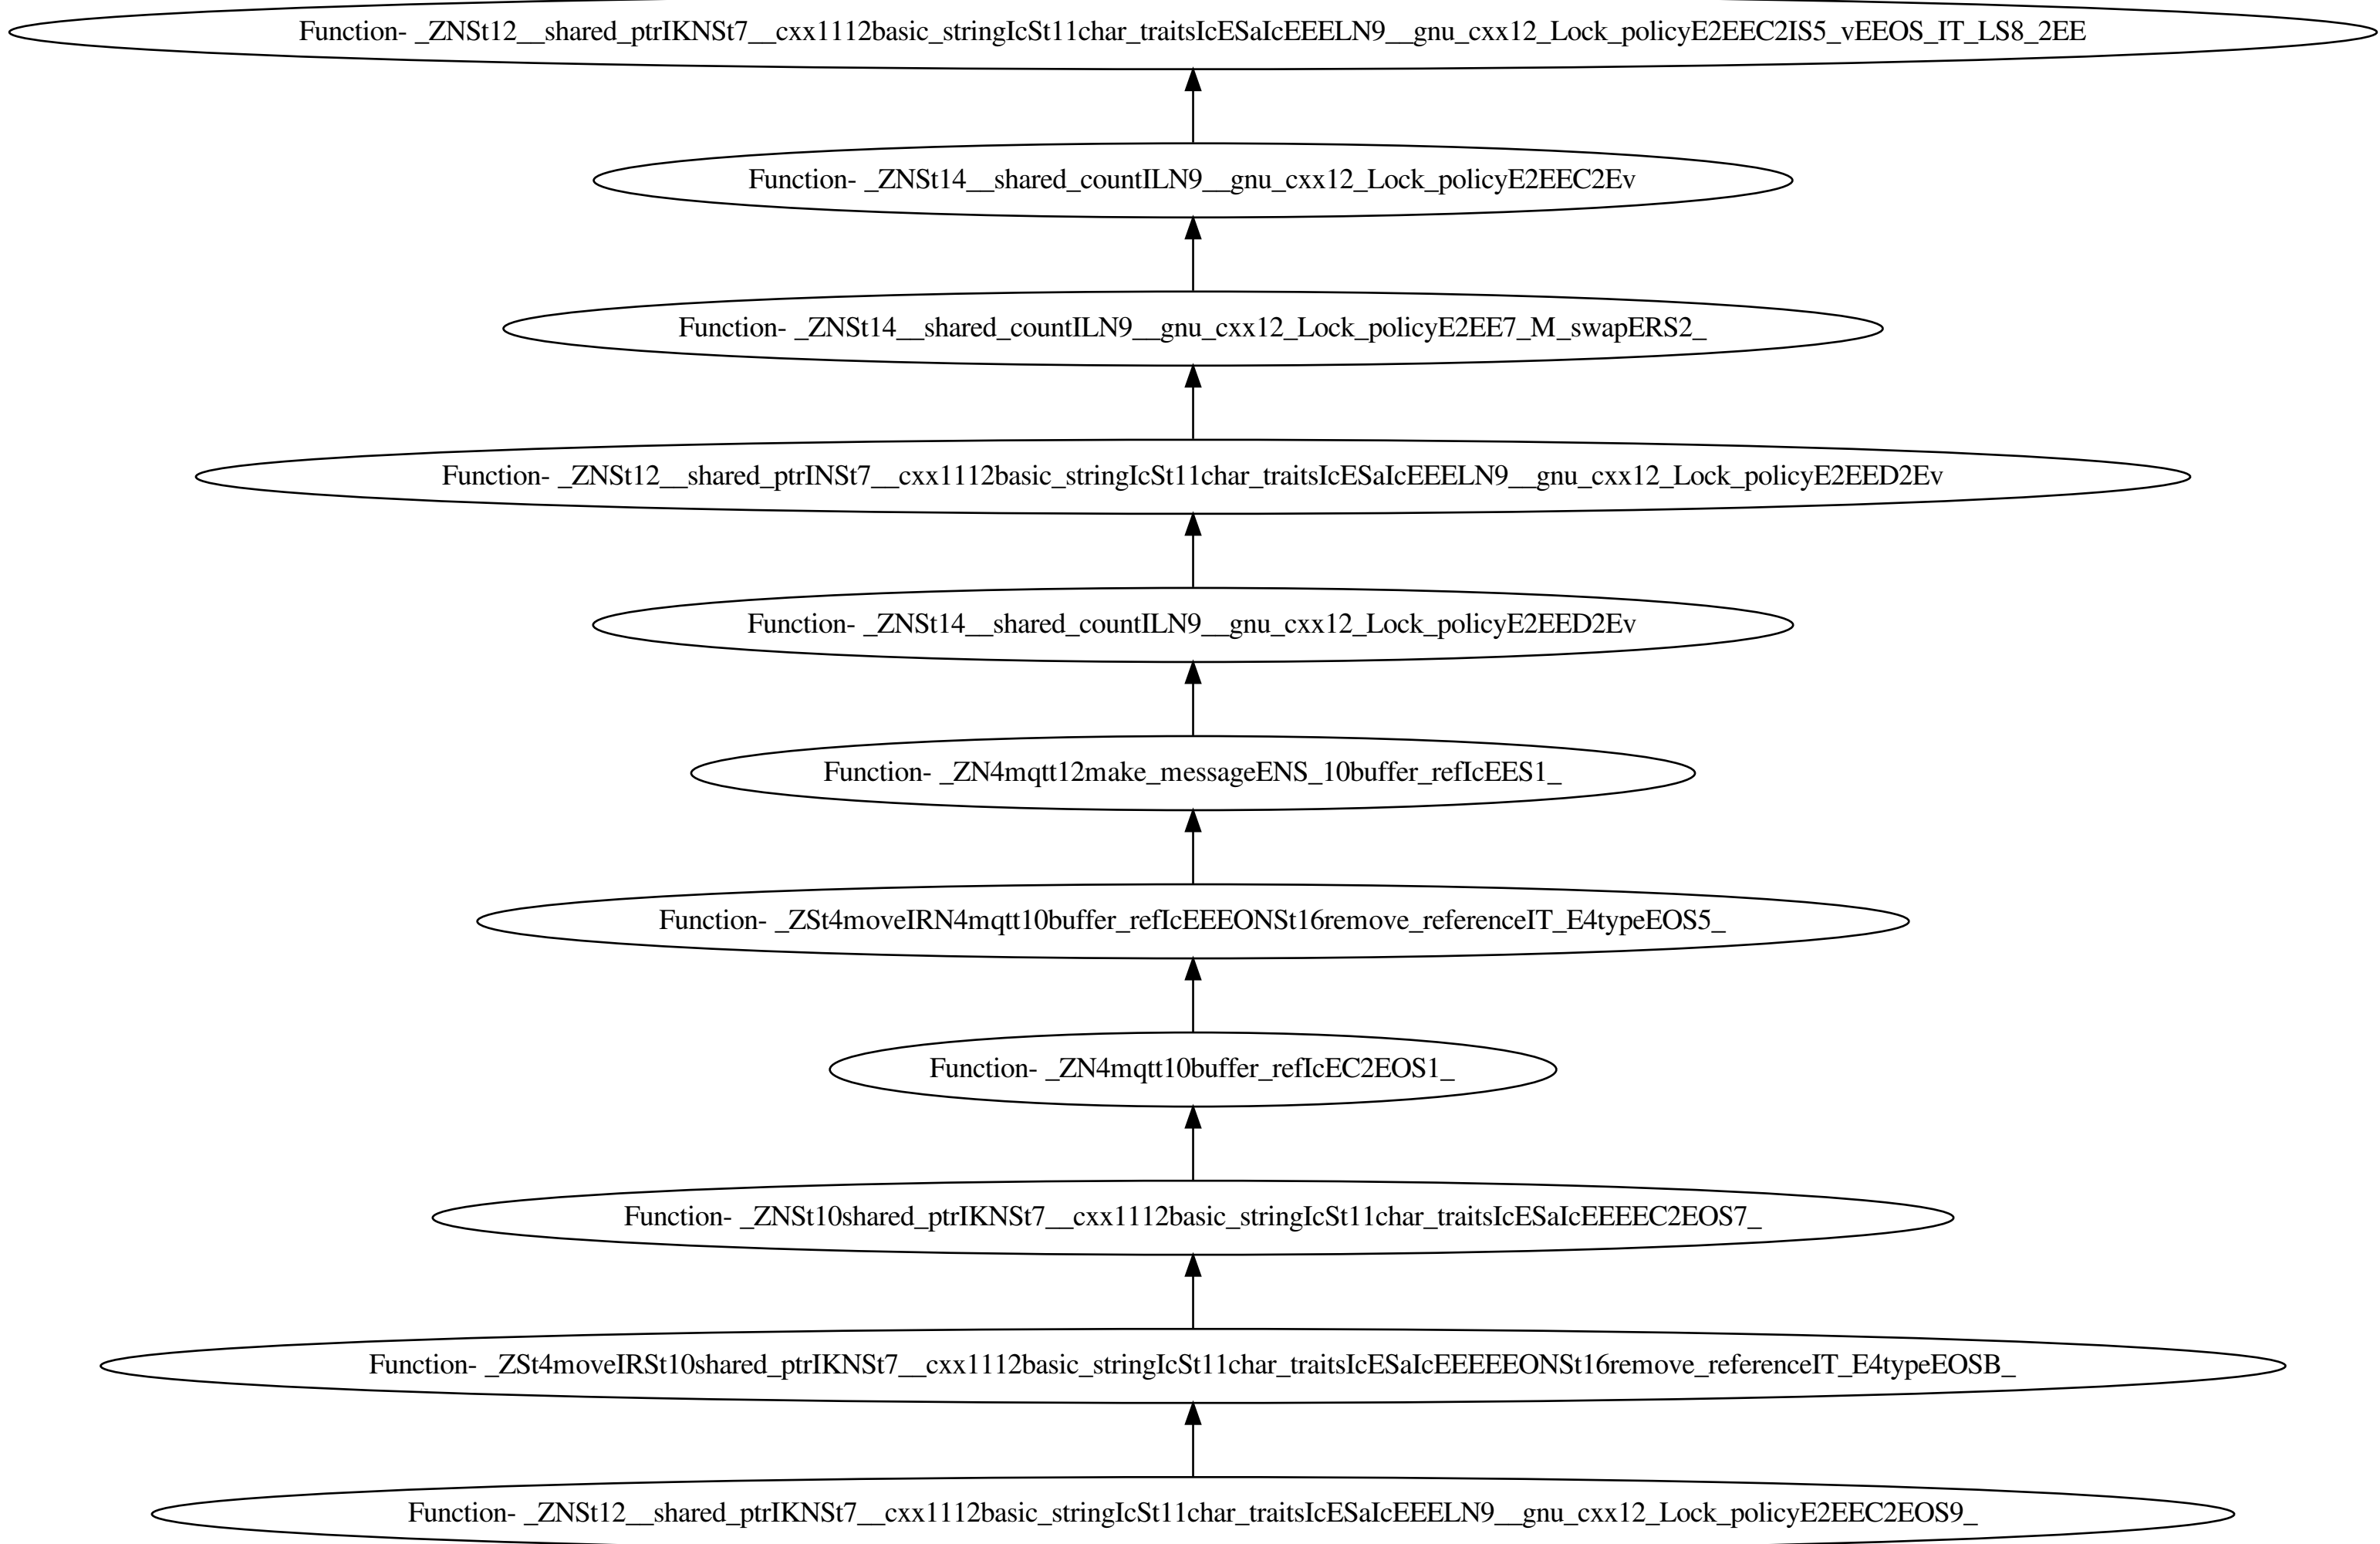 Function- _ZNSt12__shared_ptrIKNSt7__cxx1112basic_stringIcSt11char_traitsIcESaIcEEELN9__gnu_cxx12_Lock_policyE2EEC2IS5_vEEOS_IT_LS8_2EE
Function- _ZNSt14__shared_countILN9__gnu_cxx12_Lock_policyE2EEC2Ev
Function- _ZNSt14__shared_countILN9__gnu_cxx12_Lock_policyE2EE7_M_swapERS2_
Function- _ZNSt12__shared_ptrINSt7__cxx1112basic_stringIcSt11char_traitsIcESaIcEEELN9__gnu_cxx12_Lock_policyE2EED2Ev
Function- _ZNSt14__shared_countILN9__gnu_cxx12_Lock_policyE2EED2Ev
Function- _ZN4mqtt12make_messageENS_10buffer_refIcEES1_
Function- _ZSt4moveIRN4mqtt10buffer_refIcEEEONSt16remove_referenceIT_E4typeEOS5_
Function- _ZN4mqtt10buffer_refIcEC2EOS1_
Function- _ZNSt10shared_ptrIKNSt7__cxx1112basic_stringIcSt11char_traitsIcESaIcEEEEC2EOS7_
Function- _ZSt4moveIRSt10shared_ptrIKNSt7__cxx1112basic_stringIcSt11char_traitsIcESaIcEEEEEONSt16remove_referenceIT_E4typeEOSB_
Function- _ZNSt12__shared_ptrIKNSt7__cxx1112basic_stringIcSt11char_traitsIcESaIcEEELN9__gnu_cxx12_Lock_policyE2EEC2EOS9_